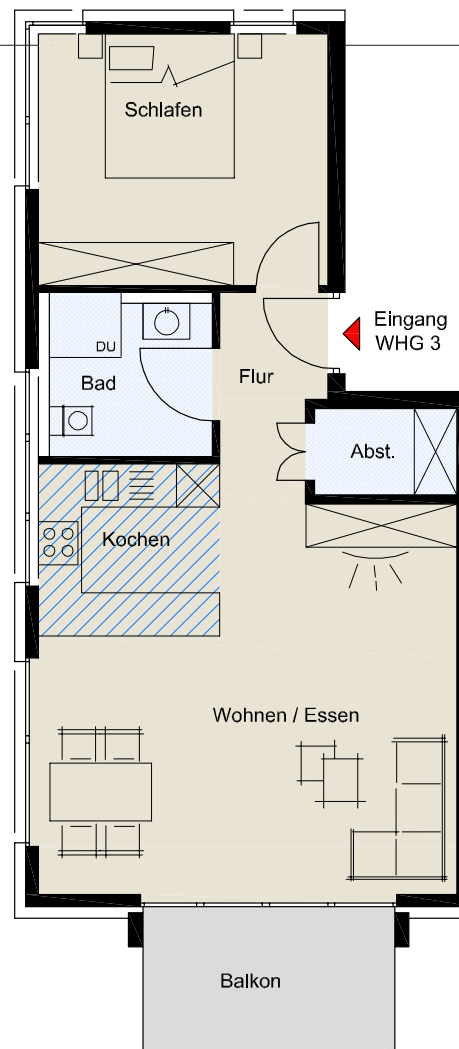 Schlafen
Eingang
WHG 3
DU
Bad
Flur
Abst.
Kochen
Wohnen / Essen
Balkon